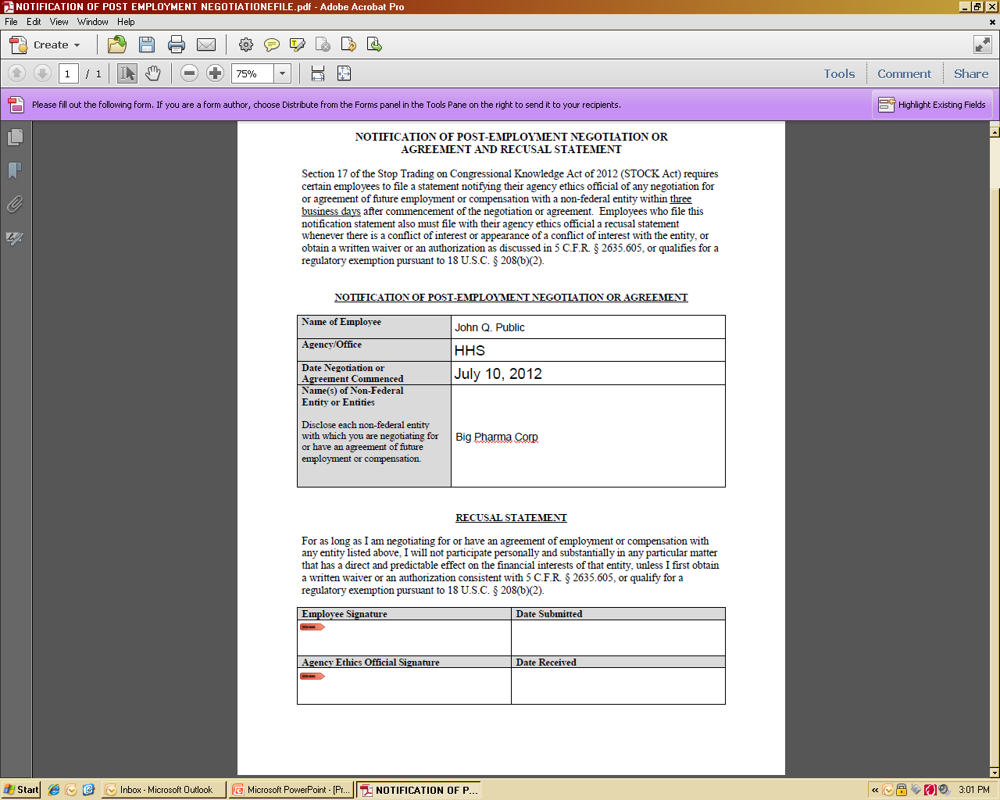 NOTIFICATION OF POST EMPLOYMENT NEGOTIATIONEFILE.pdf - Adobe Acrobat Pro
File Edit View Window Help
Create
1 / 1 75% Tools Comment Share
Please fill out the following form. If you are a form author, choose Distribute from the Forms panel in the Tools Pane on the right to send it to your recipients. Highlight Existing Fields
NOTIFICATION OF POST-EMPLOYMENT NEGOTIATION OR
AGREEMENT AND RECUSAL STATEMENT
Section 17 of the Stop Trading on Congressional Knowledge Act of 2012 (STOCK Act) requires
certain employees to file a statement notifying their agency ethics official of any negotiation for
or agreement of future employment or compensation with a non-federal entity within three
business days after commencement of the negotiation or agreement. Employees who file this
notification statement also must file with their agency ethics official a recusal statement
whenever there is a conflict of interest or appearance of a conflict of interest with the entity, or
obtain a written waiver or an authorization as discussed in 5 C.F.R. § 2635.605, or qualifies for a
regulatory exemption pursuant to 18 U.S.C. § 208(b)(2).
NOTIFICATION OF POST-EMPLOYMENT NEGOTIATION OR AGREEMENT
Name of Employee John Q. Public
Agency/Office HHS
Date Negotiation or
Agreement Commenced July 10, 2012
Name(s) of Non-Federal
Entity or Entities
Disclose each non-federal entity
with which you are negotiating for
or have an agreement of future
employment or compensation.
Big Pharma Corp
RECUSAL STATEMENT
For as long as I am negotiating for or have an agreement of employment or compensation with
any entity listed above, I will not participate personally and substantially in any particular matter
that has a direct and predictable effect on the financial interests of that entity, unless I first obtain
a written waiver or an authorization consistent with 5 C.F.R. § 2635.605, or qualify for a
regulatory exemption pursuant to 18 U.S.C. § 208(b)(2).
Employee Signature Date Submitted
Agency Ethics Official Signature Date Received
Start Inbox - Microsoft Outlook Microsoft PowerPoint - [Pr... NOTIFICATION OF P... 3:01 PM